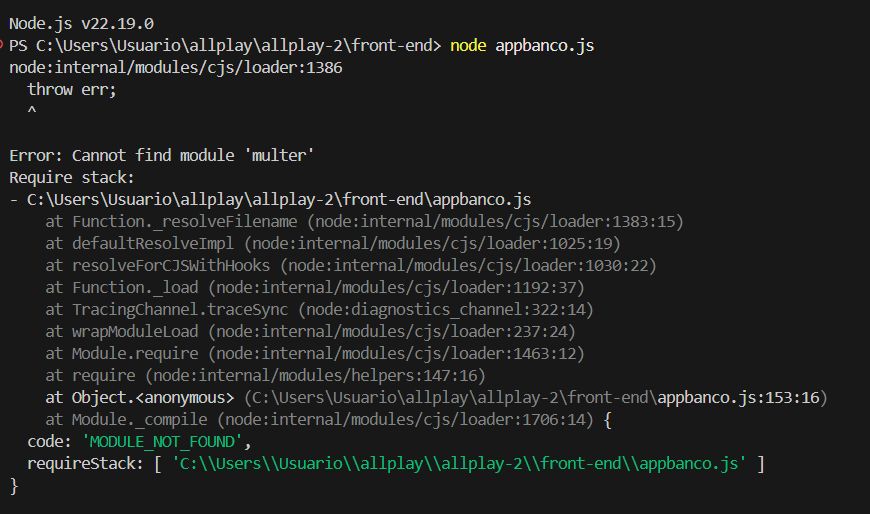 Node.js v22.19.0
PS C:\Users\Usuario\allplay\allplay-2\front-end> node appbanco.js
node:internal/modules/cjs/loader:1386
  throw err;
  ^

Error: Cannot find module 'multer'
Require stack:
- C:\Users\Usuario\allplay\allplay-2\front-end\appbanco.js
    at Function._resolveFilename (node:internal/modules/cjs/loader:1383:15)
    at defaultResolveImpl (node:internal/modules/cjs/loader:1025:19)
    at resolveForCJSWithHooks (node:internal/modules/cjs/loader:1030:22)
    at Function._load (node:internal/modules/cjs/loader:1192:37)
    at TracingChannel.traceSync (node:diagnostics_channel:322:14)
    at wrapModuleLoad (node:internal/modules/cjs/loader:237:24)
    at Module.require (node:internal/modules/cjs/loader:1463:12)
    at require (node:internal/modules/helpers:147:16)
    at Object.<anonymous> (C:\Users\Usuario\allplay\allplay-2\front-end\appbanco.js:153:16)
    at Module._compile (node:internal/modules/cjs/loader:1706:14) {
  code: 'MODULE_NOT_FOUND',
  requireStack: [ 'C:\\Users\\Usuario\\allplay\\allplay-2\\front-end\\appbanco.js' ]
}